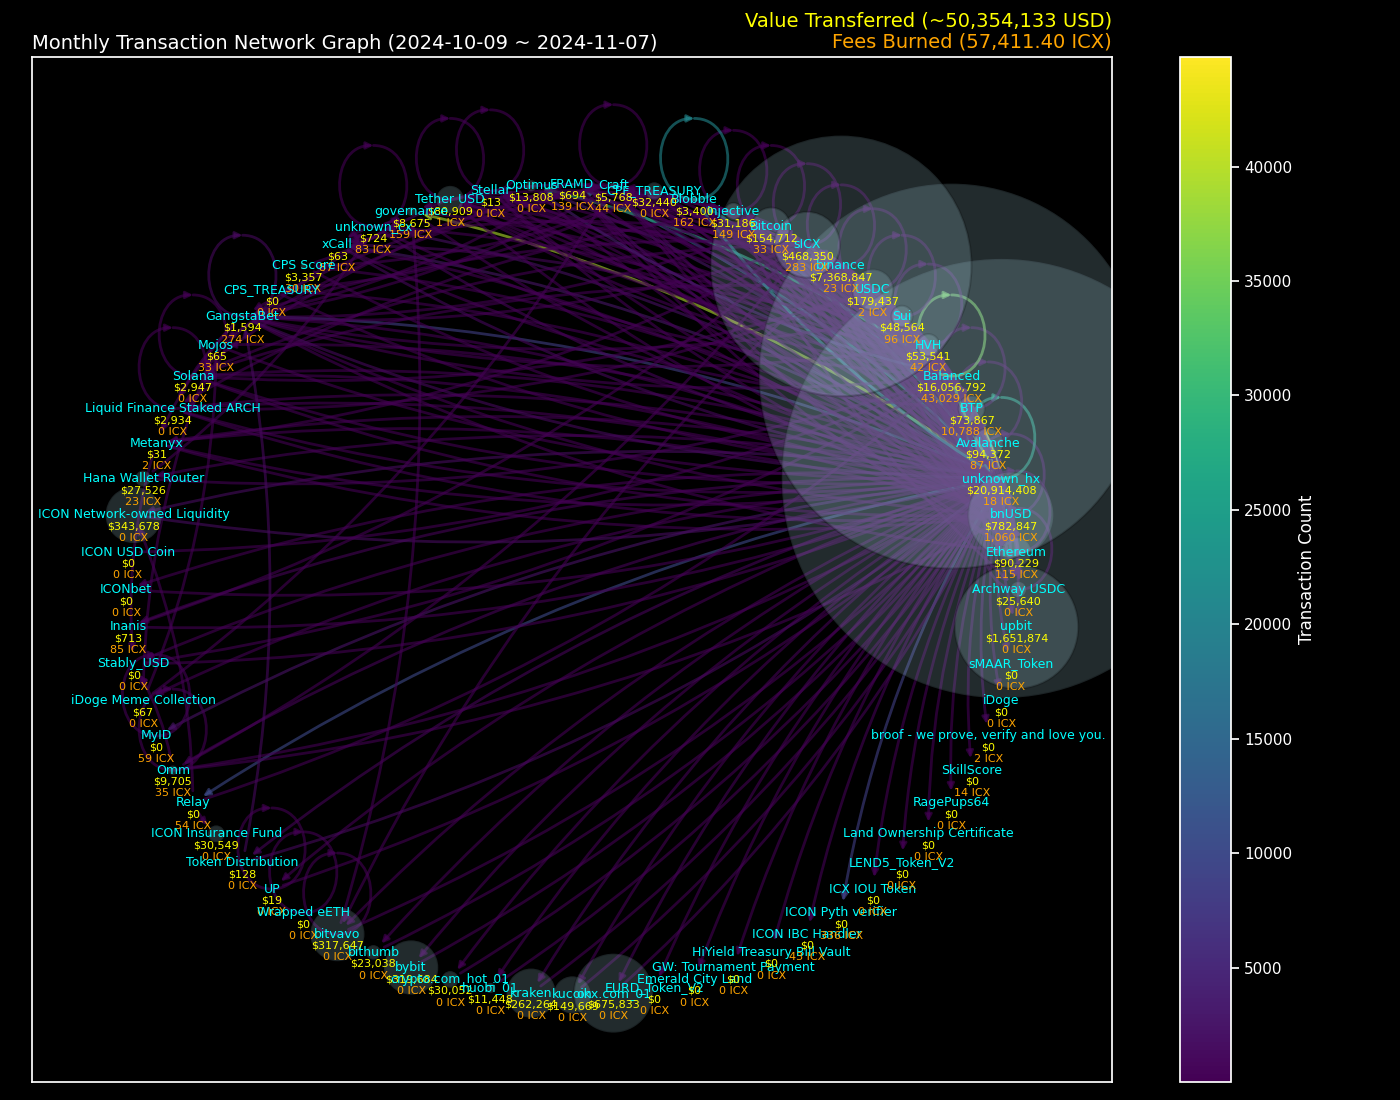 Value Transferred (~50,354,133 USD)
Monthly Transaction Network Graph (2024-10-09 ~ 2024-11-07)
Fees Burned (57,411.40 ICX)
Optimus
$13,808
0 ICX
FRAMD
$694
139 ICX
Craft
$5,768
44 ICX
CPF_TREASURY
$32,440
0 ICX
Stellar
$13
0 ICX
Tether USD
1 ICX
$3,400
162 ICX
Injective
$31,186
149 ICX
governance
$8,675
159 ICX
Bitcoin
$154,712
33 ICX
unknown_cx
$724
83 ICX
sICX
$468,350
283 ICX
xCall
$63
binance
$7,368,847
23 ICX
CPS Score
$3,357
USDC
$179,437
2 ICX
CPS_TREASURY
$0
0 ICX
Sui
$48,564
96 ICX
GangstaBet
$1,594
274 ICX
HVH
$53,541
42 ICX
Mojos
$65
33 ICX
Balanced
$16,056,792
43,029 ICX
Solana
$2,947
0 ICX
BTP
$73,867
10,788 ICX
Liquid Finance Staked ARCH
$2,934
0 ICX
Avalanche
$94,372
87 ICX
Metanyx
$31
2 ICX
unknown_hx
$20,914,408
18 ICX
Hana Wallet Router
$27,526
23 ICX
bnUSD
$782,847
1,060 ICX
ICON Network-owned Liquidity
$343,678
0 ICX
Ethereum
$90,229
115 ICX
ICON USD Coin
$0
0 ICX
Archway USDC
$25,640
0 ICX
ICONbet
$0
0 ICX
upbit
$1,651,874
0 ICX
Inanis
$713
85 ICX
sMAAR_Token
$0
0 ICX
Stably_USD
$0
0 ICX
iDoge
$0
0 ICX
iDoge Meme Collection
$67
0 ICX
broof - we prove, verify and love you.
$0
2 ICX
MyID
$0
59 ICX
SkillScore
$0
14 ICX
Omm
$9,705
35 ICX
RagePups64
$0
0 ICX
Relay
$0
54 ICX
Land Ownership Certificate
$0
0 ICX
ICON Insurance Fund
$30,549
0 ICX
LEND5_Token_V2
$0
0 ICX
Token Distribution
$128
0 ICX
ICX IOU Token
$0
0 ICX
UP
$19
0 ICX
ICON Pyth verifier
$0
336 ICX
Wrapped eETH
$0
0 ICX
ICON IBC Handler
$0
45 ICX
bitvavo
$317,647
0 ICX
HiYield Treasury Bill Vault
$0
0 ICX
bithumb
$23,038
0 ICX
GW: Tournament Payment
$0
0 ICX
bybit
$319,684
0 ICX
Emerald City Land
$0
0 ICX
$30,052
0 ICX
EURD_Token_V2
$0
0 ICX
huobi_01
$11,448
0 ICX
kraken
$262,264
0 ICX
kucoin
$149,669
0 ICX
okx.com_01
$675,833
0 ICX
40000
35000
30000
25000
20000
15000
10000
5000
Transaction Count